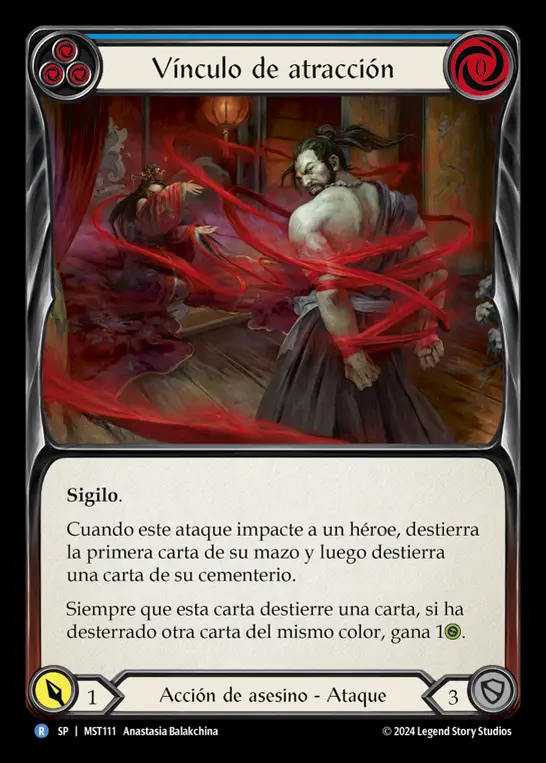 Vínculo de atracción
0
Sigilo.
Cuando este ataque impacte a un héroe, destierra
la primera carta de su mazo y luego destierra
una carta de su cementerio.
Siempre que esta carta destierre una carta, si ha
desterrado otra carta del mismo color, gana 1.
1
Acción de asesino - Ataque
3
R SP | MST111 Anastasia Balakchina
© 2024 Legend Story Studios